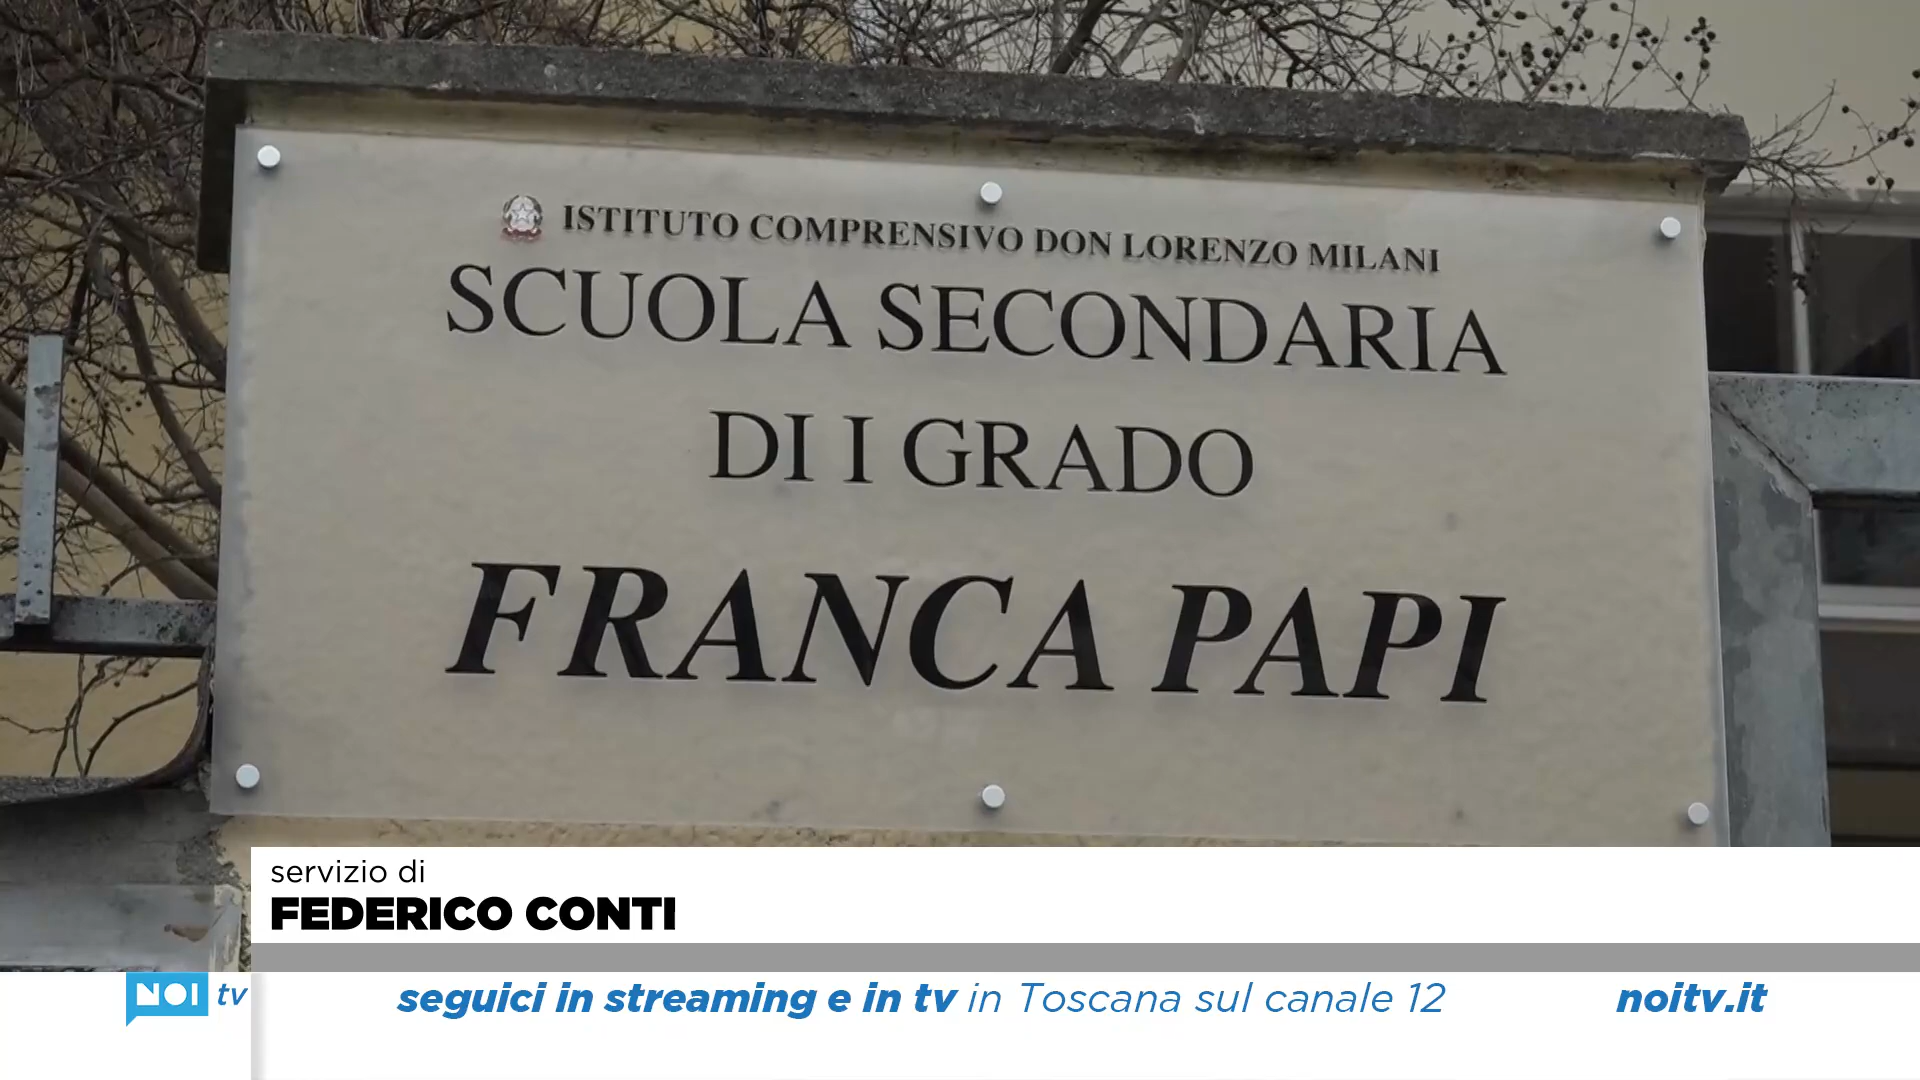 ISTITUTO COMPRENSIVO DON LORENZO MILANI
SCUOLA SECONDARIA
DI I GRADO
FRANCA PAPI
servizio di
FEDERICO CONTI
NOI tv
seguici in streaming e in tv in Toscana sul canale 12
noitv.it